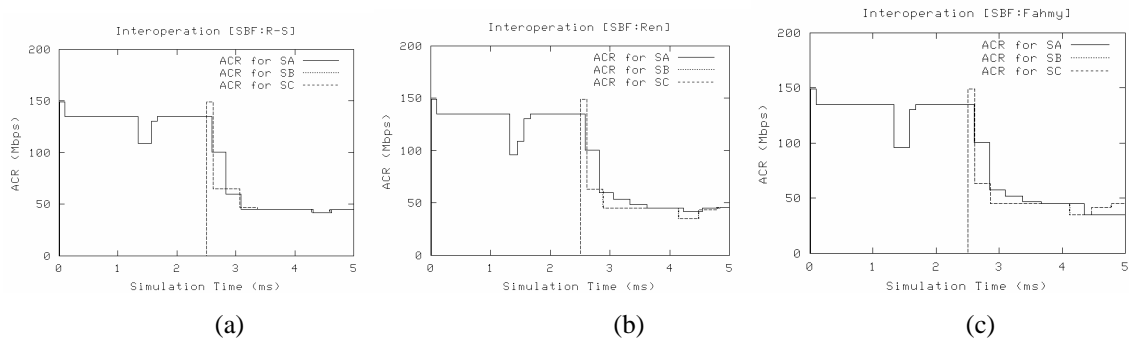 Interoperation [SBF:R-S]
200
150
100
50
0
ACR (Mbps)
ACR for SA
ACR for SB
ACR for SC
0 1 2 3 4 5
Simulation Time (ms)
(a)
Interoperation [SBF:Ren]
200
150
100
50
0
ACR (Mbps)
ACR for SA
ACR for SB
ACR for SC
0 1 2 3 4 5
Simulation Time (ms)
(b)
Interoperation [SBF:Fahmy]
200
150
100
50
0
ACR (Mbps)
ACR for SA
ACR for SB
ACR for SC
0 1 2 3 4 5
Simulation Time (ms)
(c)